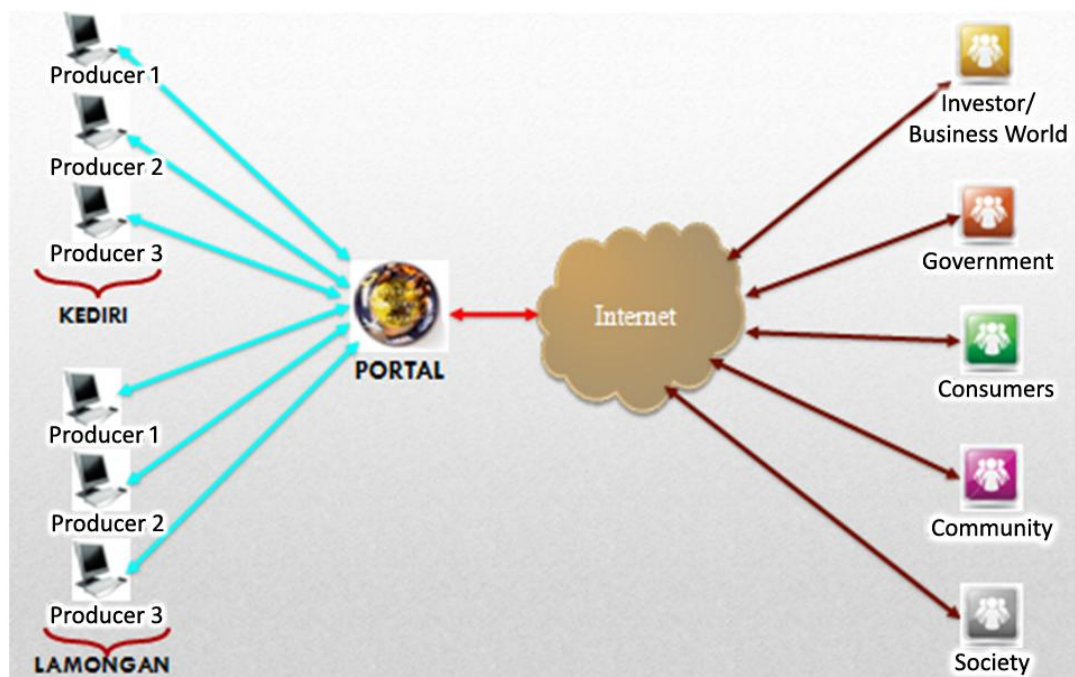 Producer 1
Producer 2
Producer 3
KEDIRI
Producer 1
Producer 2
Producer 3
LAMONGAN
PORTAL
Internet
Investor/
Business World
Government
Consumers
Community
Society